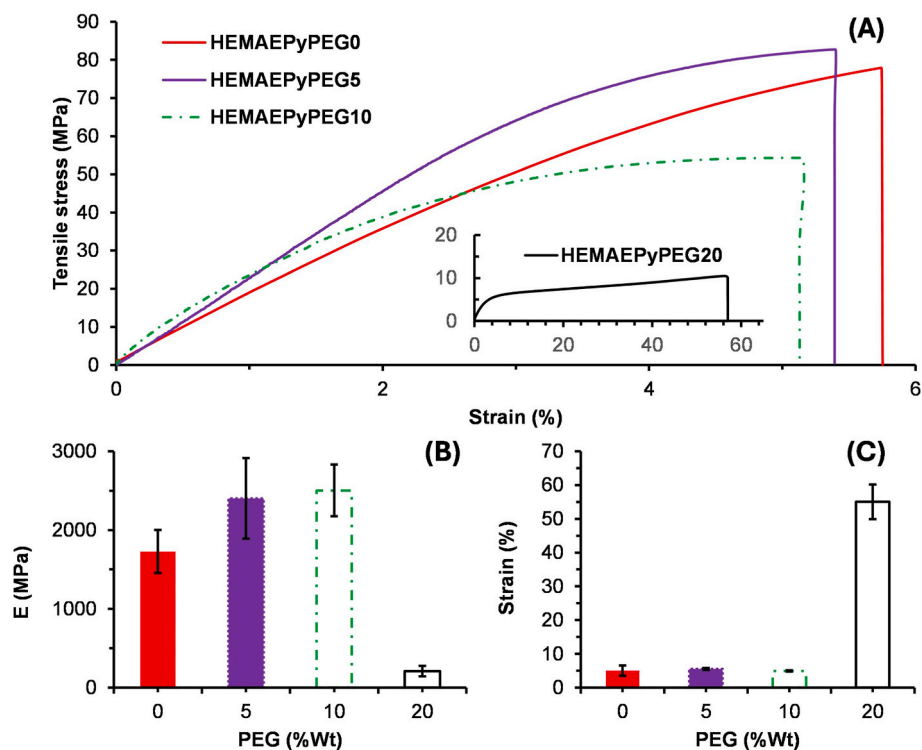 (A)
HEMAEPyPEG0
HEMAEPyPEG5
HEMAEPyPEG10
Tensile stress (MPa)
90
80
70
60
50
40
30
20
10
0
0 2 4 6
Strain (%)
HEMAEPyPEG20
20
10
0
0 20 40 60
(B)
E (MPa)
3000
2000
1000
0
0 5 10 20
PEG (%Wt)
(C)
Strain (%)
70
60
50
40
30
20
10
0
0 5 10 20
PEG (%Wt)